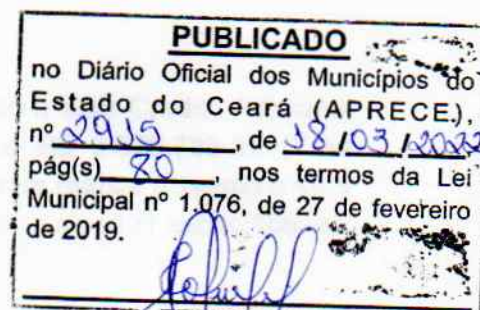 PUBLICADO
no Diário Oficial dos Municípios do
Estado do Ceará (APRECE),
nº 2915, de 18/03/2022
pág(s) 80, nos termos da Lei
Municipal nº 1.076, de 27 de fevereiro
de 2019.